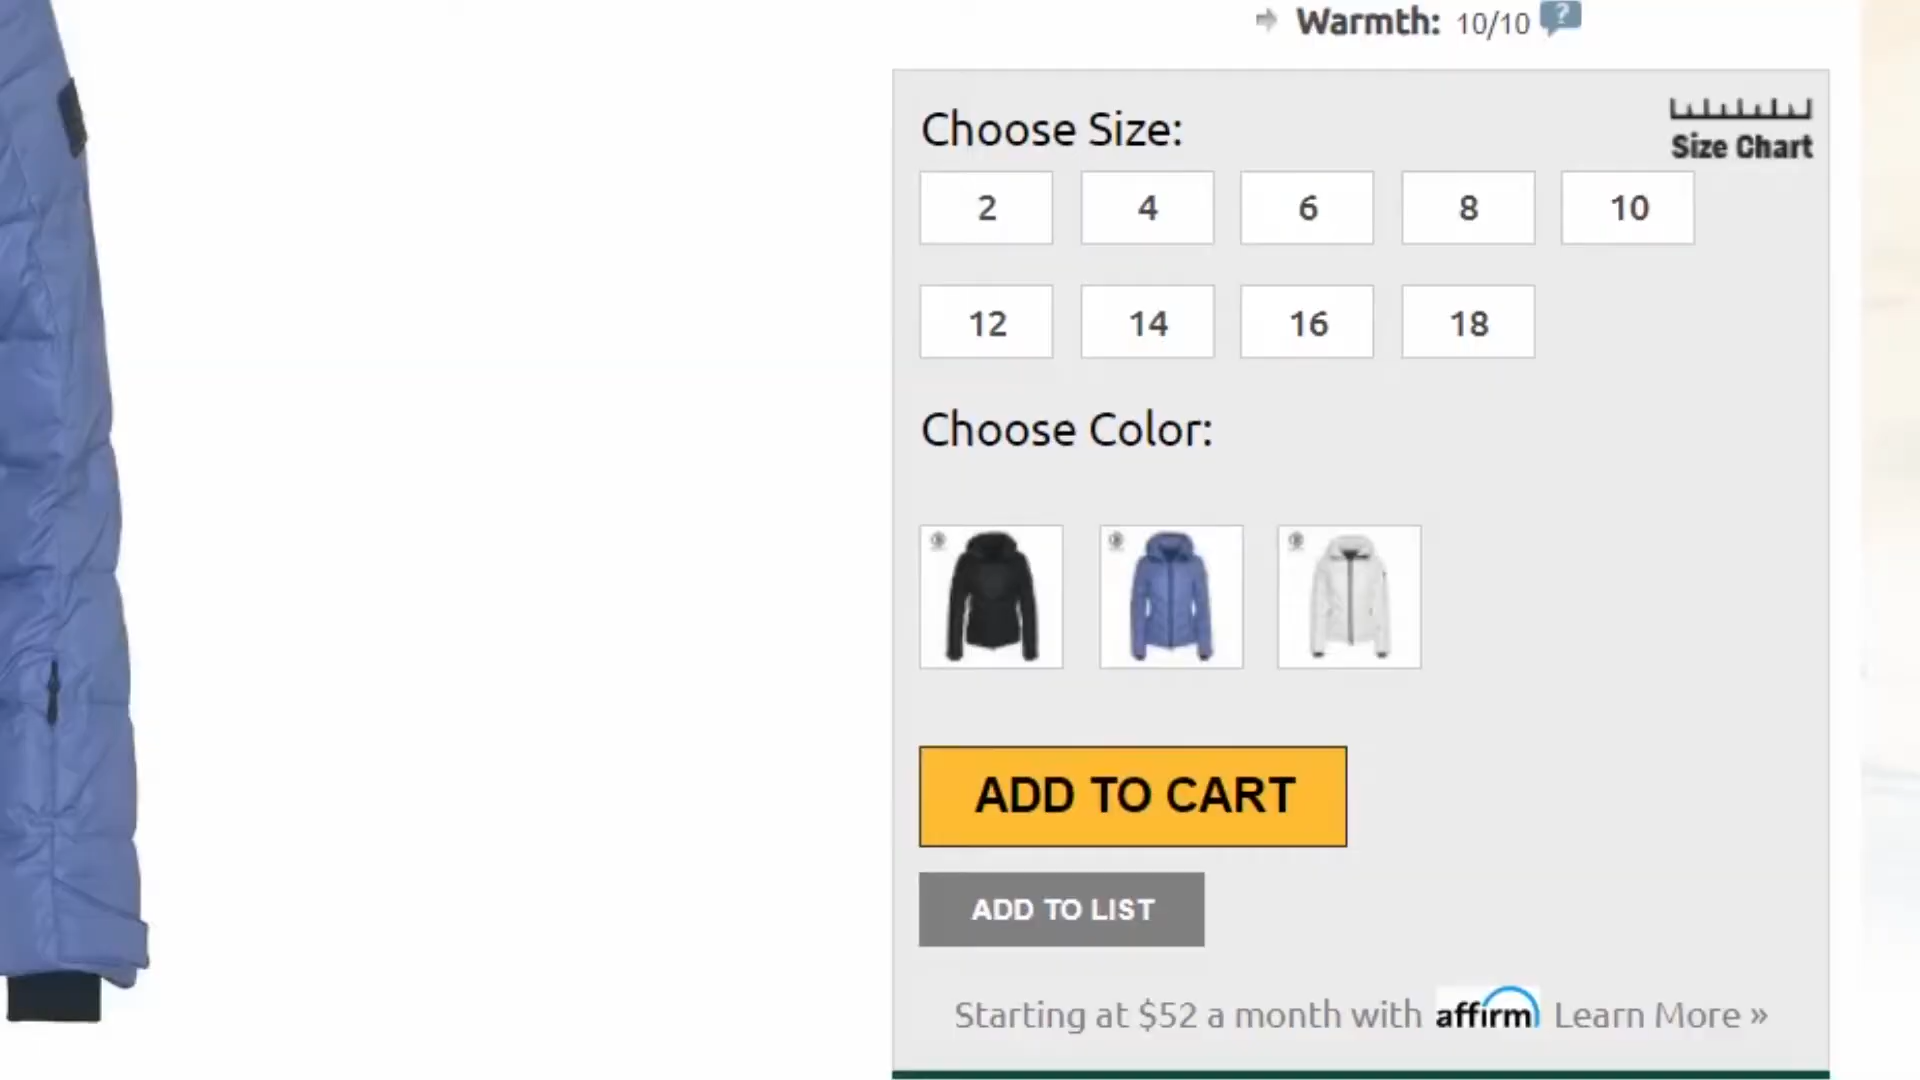 Warmth: 10/10
?
Choose Size:
Size Chart
2 4 6 8 10
12 14 16 18
Choose Color:
ADD TO CART
ADD TO LIST
Starting at $52 a month with affirm Learn More »